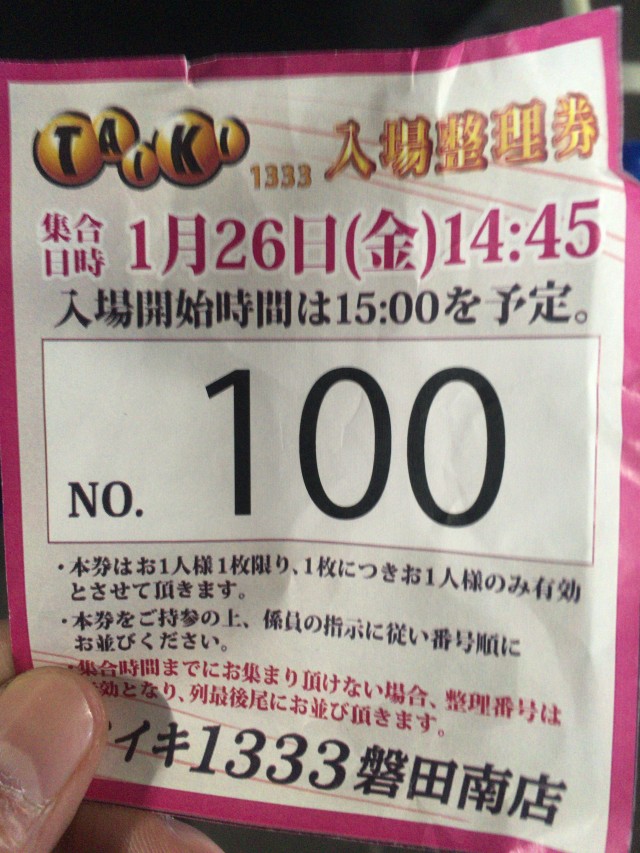 TAiKi 1333 入場整理券
集合日時 1月26日(金)14:45
入場開始時間は15:00を予定。
NO. 100
・本券はお1人様1枚限り、1枚につきお1人様のみ有効
とさせて頂きます。
・本券をご持参の上、係員の指示に従い番号順に
お並びください。
・集合時間までにお集まり頂けない場合、整理番号は
効となり、列最後尾にお並び頂きます。
イキ1333磐田南店